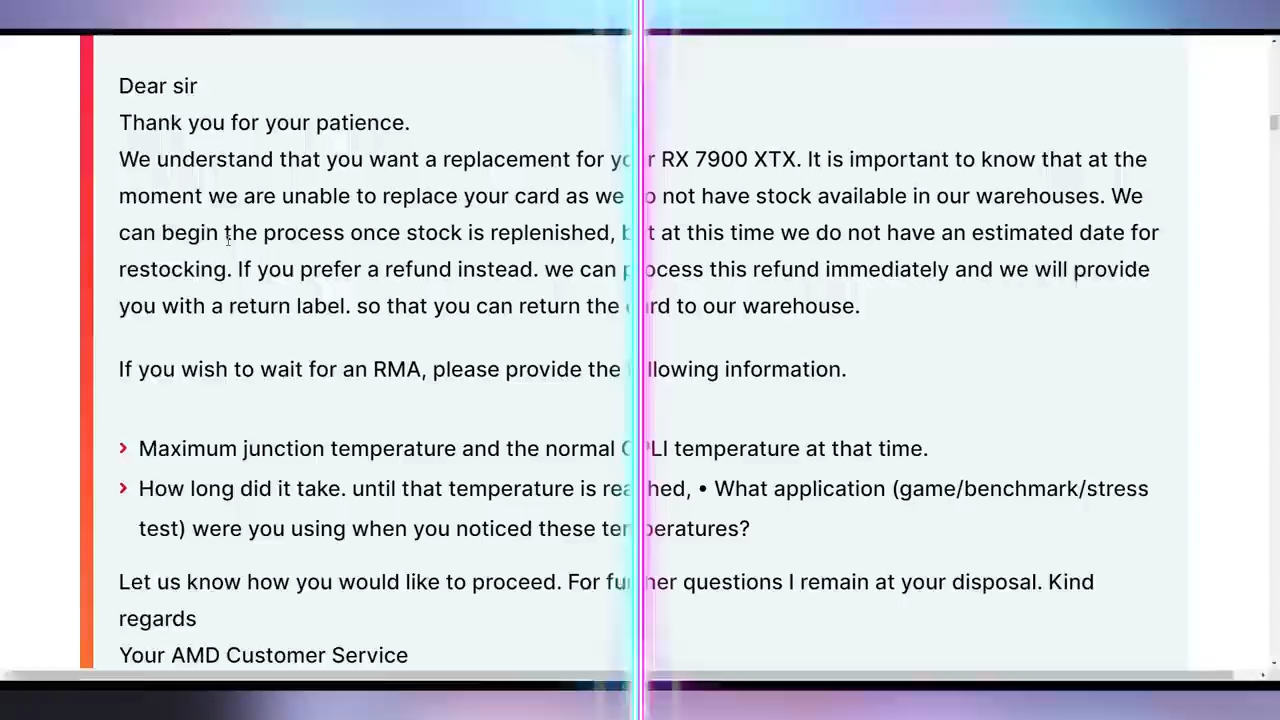 Dear sir
Thank you for your patience.
We understand that you want a replacement for your RX 7900 XTX. It is important to know that at the
moment we are unable to replace your card as we do not have stock available in our warehouses. We
can begin the process once stock is replenished, but at this time we do not have an estimated date for
restocking. If you prefer a refund instead. we can process this refund immediately and we will provide
you with a return label. so that you can return the card to our warehouse.
If you wish to wait for an RMA, please provide the following information.
› Maximum junction temperature and the normal GPLI temperature at that time.
› How long did it take. until that temperature is reached, • What application (game/benchmark/stress
test) were you using when you noticed these temperatures?
Let us know how you would like to proceed. For further questions I remain at your disposal. Kind
regards
Your AMD Customer Service